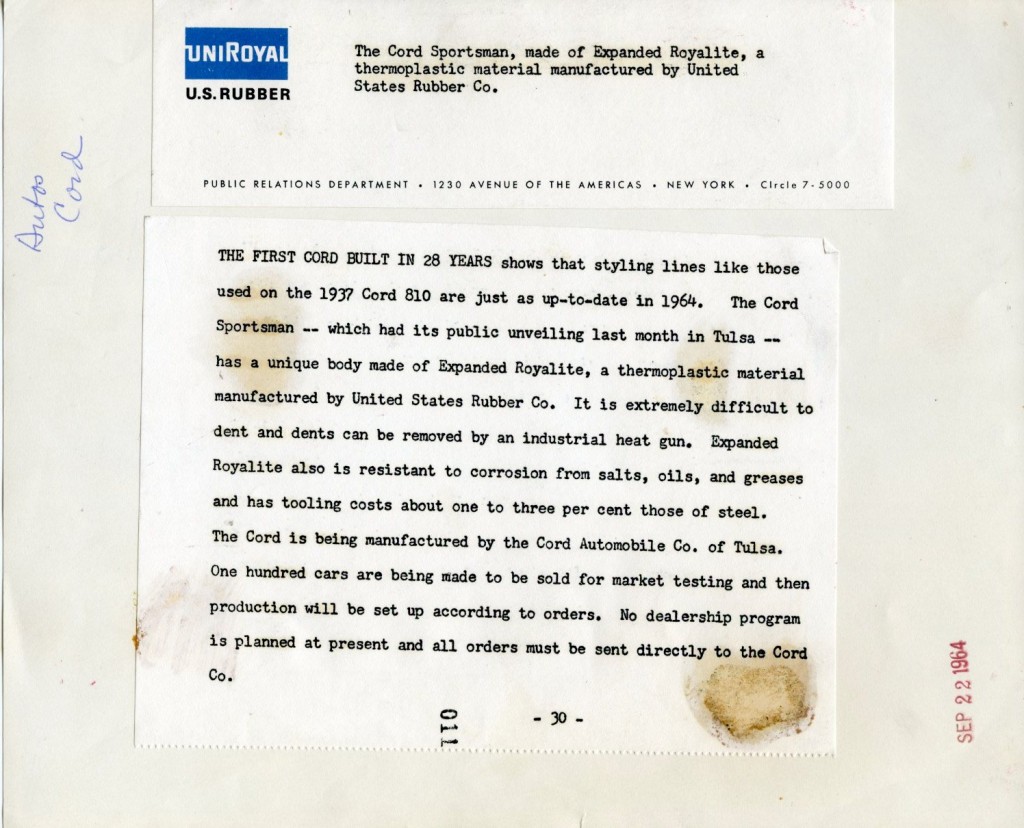 UNIROYAL
U.S. RUBBER
The Cord Sportsman, made of Expanded Royalite, a
thermoplastic material manufactured by United
States Rubber Co.
PUBLIC RELATIONS DEPARTMENT • 1230 AVENUE OF THE AMERICAS • NEW YORK • CIrcle 7-5000
Autos
Cord
THE FIRST CORD BUILT IN 28 YEARS shows that styling lines like those
used on the 1937 Cord 810 are just as up-to-date in 1964. The Cord
Sportsman -- which had its public unveiling last month in Tulsa --
has a unique body made of Expanded Royalite, a thermoplastic material
manufactured by United States Rubber Co. It is extremely difficult to
dent and dents can be removed by an industrial heat gun. Expanded
Royalite also is resistant to corrosion from salts, oils, and greases
and has tooling costs about one to three per cent those of steel.
The Cord is being manufactured by the Cord Automobile Co. of Tulsa.
One hundred cars are being made to be sold for market testing and then
production will be set up according to orders. No dealership program
is planned at present and all orders must be sent directly to the Cord
Co.
011
- 30 -
SEP 22 1964